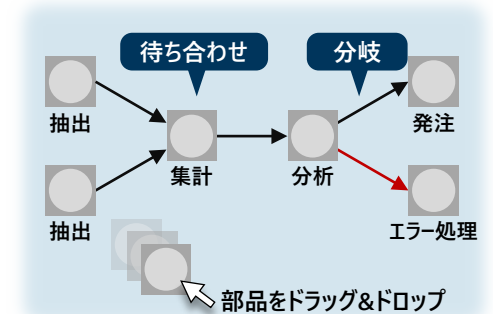 待ち合わせ
分岐
抽出
発注
集計
分析
抽出
エラー処理
部品をドラッグ&ドロップ